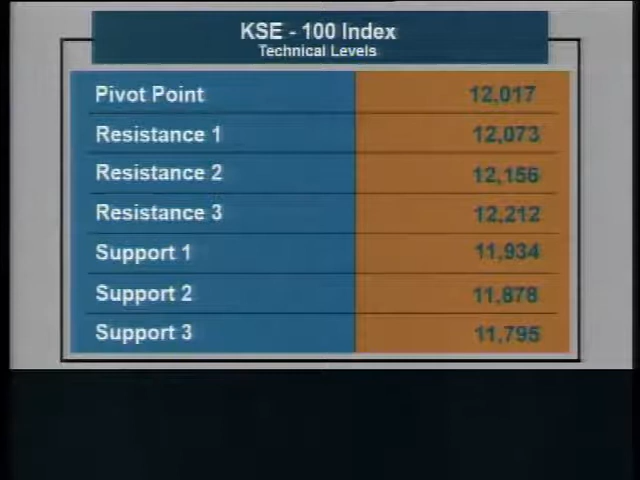 KSE - 100 Index
Technical Levels
Pivot Point 12,017
Resistance 1 12,073
Resistance 2 12,156
Resistance 3 12,212
Support 1 11,934
Support 2 11,878
Support 3 11,795